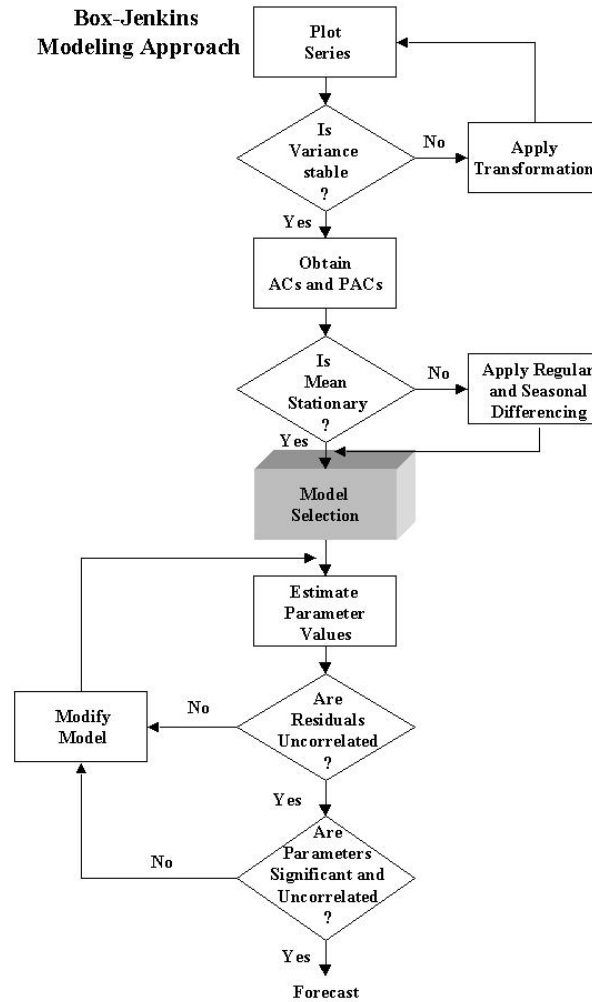 Box-Jenkins
Modeling Approach
Plot
Series
Is
Variance
stable
?
No
Apply
Transformation
Yes
Obtain
ACs and PACs
Is
Mean
Stationary
?
No
Apply Regular
and Seasonal
Differencing
Yes
Model
Selection
Estimate
Parameter
Values
Are
Residuals
Uncorrelated
?
No
Modify
Model
Yes
Are
Parameters
Significant and
Uncorrelated
?
No
Yes
Forecast